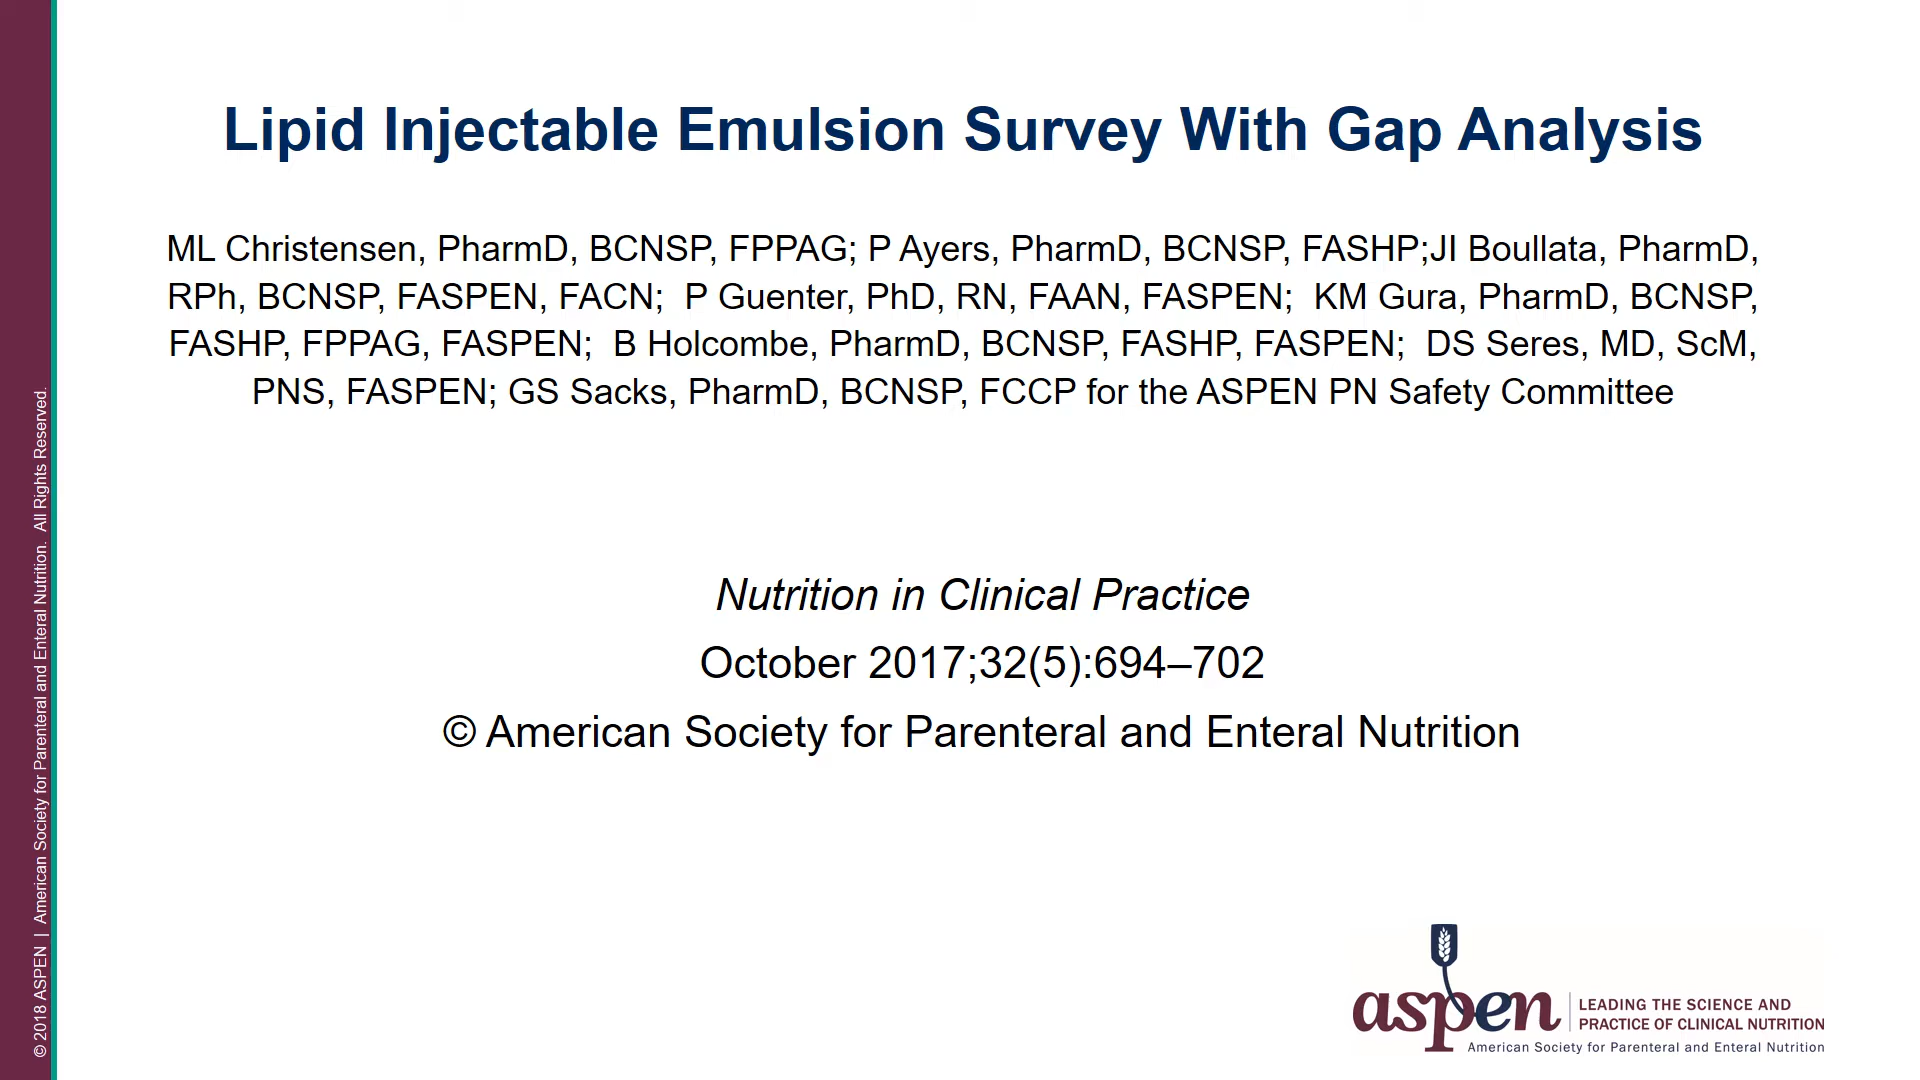 Lipid Injectable Emulsion Survey With Gap Analysis
ML Christensen, PharmD, BCNSP, FPPAG; P Ayers, PharmD, BCNSP, FASHP;JI Boullata, PharmD,
RPh, BCNSP, FASPEN, FACN;  P Guenter, PhD, RN, FAAN, FASPEN;  KM Gura, PharmD, BCNSP,
FASHP, FPPAG, FASPEN;  B Holcombe, PharmD, BCNSP, FASHP, FASPEN;  DS Seres, MD, ScM,
PNS, FASPEN; GS Sacks, PharmD, BCNSP, FCCP for the ASPEN PN Safety Committee
Nutrition in Clinical Practice
October 2017;32(5):694–702
© American Society for Parenteral and Enteral Nutrition
© 2018 ASPEN | American Society for Parenteral and Enteral Nutrition.  All Rights Reserved.
aspen
LEADING THE SCIENCE AND
PRACTICE OF CLINICAL NUTRITION
American Society for Parenteral and Enteral Nutrition